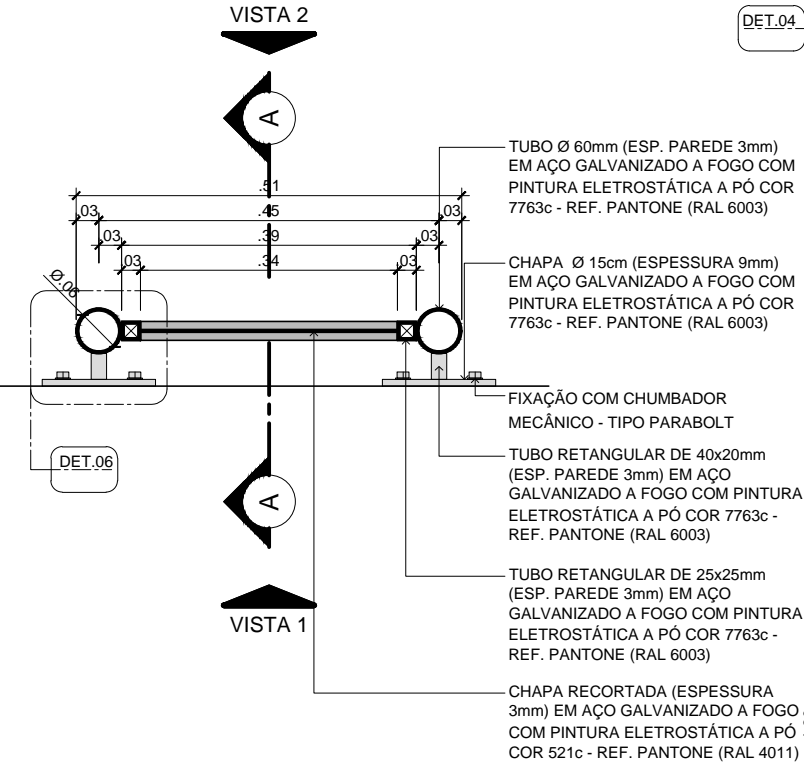 VISTA 2
DET.04
A
TUBO Ø 60mm (ESP. PAREDE 3mm)
EM AÇO GALVANIZADO A FOGO COM
PINTURA ELETROSTÁTICA A PÓ COR
7763c - REF. PANTONE (RAL 6003)
.51
.03 .45 .03
.03 .39 .03
.03 .34 .03
Ø.06
CHAPA Ø 15cm (ESPESSURA 9mm)
EM AÇO GALVANIZADO A FOGO COM
PINTURA ELETROSTÁTICA A PÓ COR
7763c - REF. PANTONE (RAL 6003)
FIXAÇÃO COM CHUMBADOR
MECÂNICO - TIPO PARABOLT
DET.06
TUBO RETANGULAR DE 40x20mm
(ESP. PAREDE 3mm) EM AÇO
GALVANIZADO A FOGO COM PINTURA
ELETROSTÁTICA A PÓ COR 7763c -
REF. PANTONE (RAL 6003)
A
TUBO RETANGULAR DE 25x25mm
(ESP. PAREDE 3mm) EM AÇO
GALVANIZADO A FOGO COM PINTURA
ELETROSTÁTICA A PÓ COR 7763c -
REF. PANTONE (RAL 6003)
VISTA 1
CHAPA RECORTADA (ESPESSURA
3mm) EM AÇO GALVANIZADO A FOGO
COM PINTURA ELETROSTÁTICA A PÓ
COR 521c - REF. PANTONE (RAL 4011)